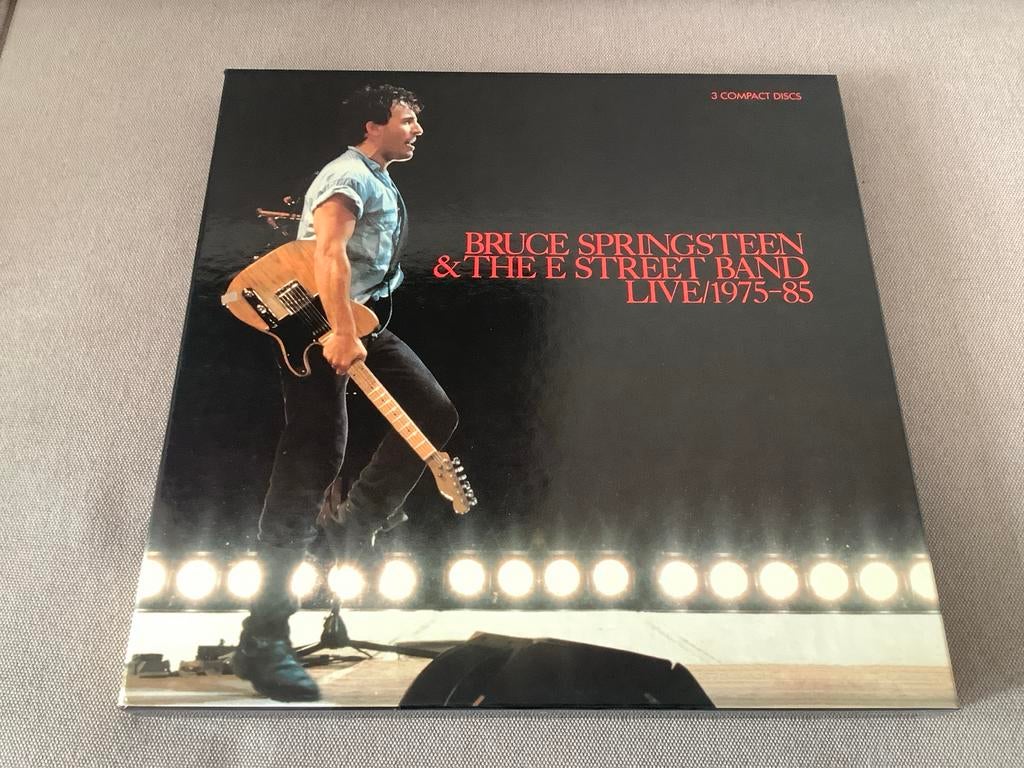 3 COMPACT DISCS
BRUCE SPRINGSTEEN
& THE E STREET BAND
LIVE/1975–85